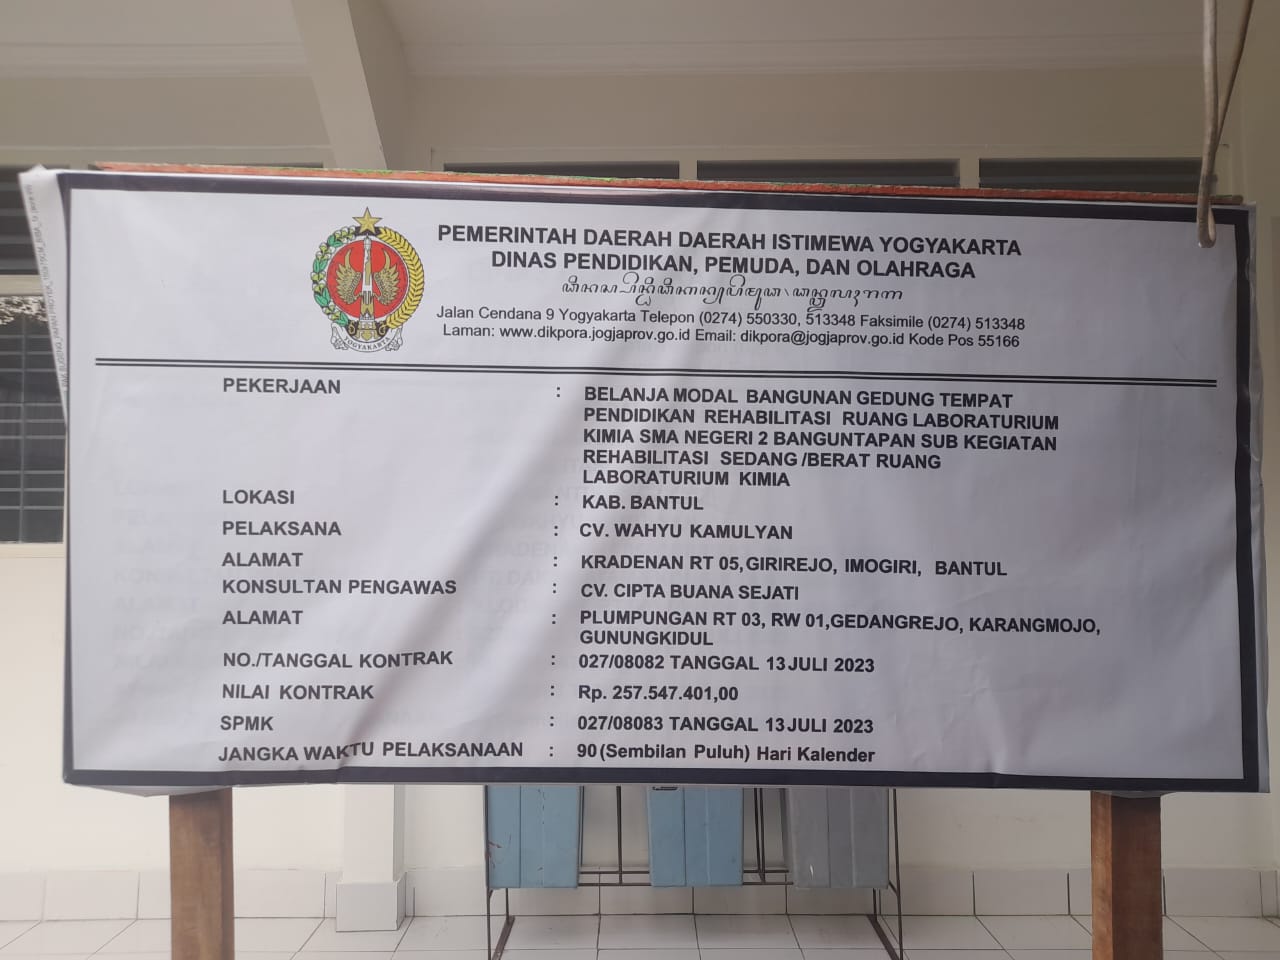 PEMERINTAH DAERAH DAERAH ISTIMEWA YOGYAKARTA
DINAS PENDIDIKAN, PEMUDA, DAN OLAHRAGA
Jalan Cendana 9 Yogyakarta Telepon (0274) 550330, 513348 Faksimile (0274) 513348
Laman: www.dikpora.jogjaprov.go.id Email: dikpora@jogjaprov.go.id Kode Pos 55166
YOGYAKARTA
PEKERJAAN : BELANJA MODAL BANGUNAN GEDUNG TEMPAT
PENDIDIKAN REHABILITASI RUANG LABORATURIUM
KIMIA SMA NEGERI 2 BANGUNTAPAN SUB KEGIATAN
REHABILITASI SEDANG /BERAT RUANG
LABORATURIUM KIMIA
LOKASI : KAB. BANTUL
PELAKSANA : CV. WAHYU KAMULYAN
ALAMAT : KRADENAN RT 05,GIRIREJO, IMOGIRI, BANTUL
KONSULTAN PENGAWAS : CV. CIPTA BUANA SEJATI
ALAMAT : PLUMPUNGAN RT 03, RW 01,GEDANGREJO, KARANGMOJO,
GUNUNGKIDUL
NO./TANGGAL KONTRAK : 027/08082 TANGGAL 13 JULI 2023
NILAI KONTRAK : Rp. 257.547.401,00
SPMK : 027/08083 TANGGAL 13 JULI 2023
JANGKA WAKTU PELAKSANAAN : 90 (Sembilan Puluh) Hari Kalender